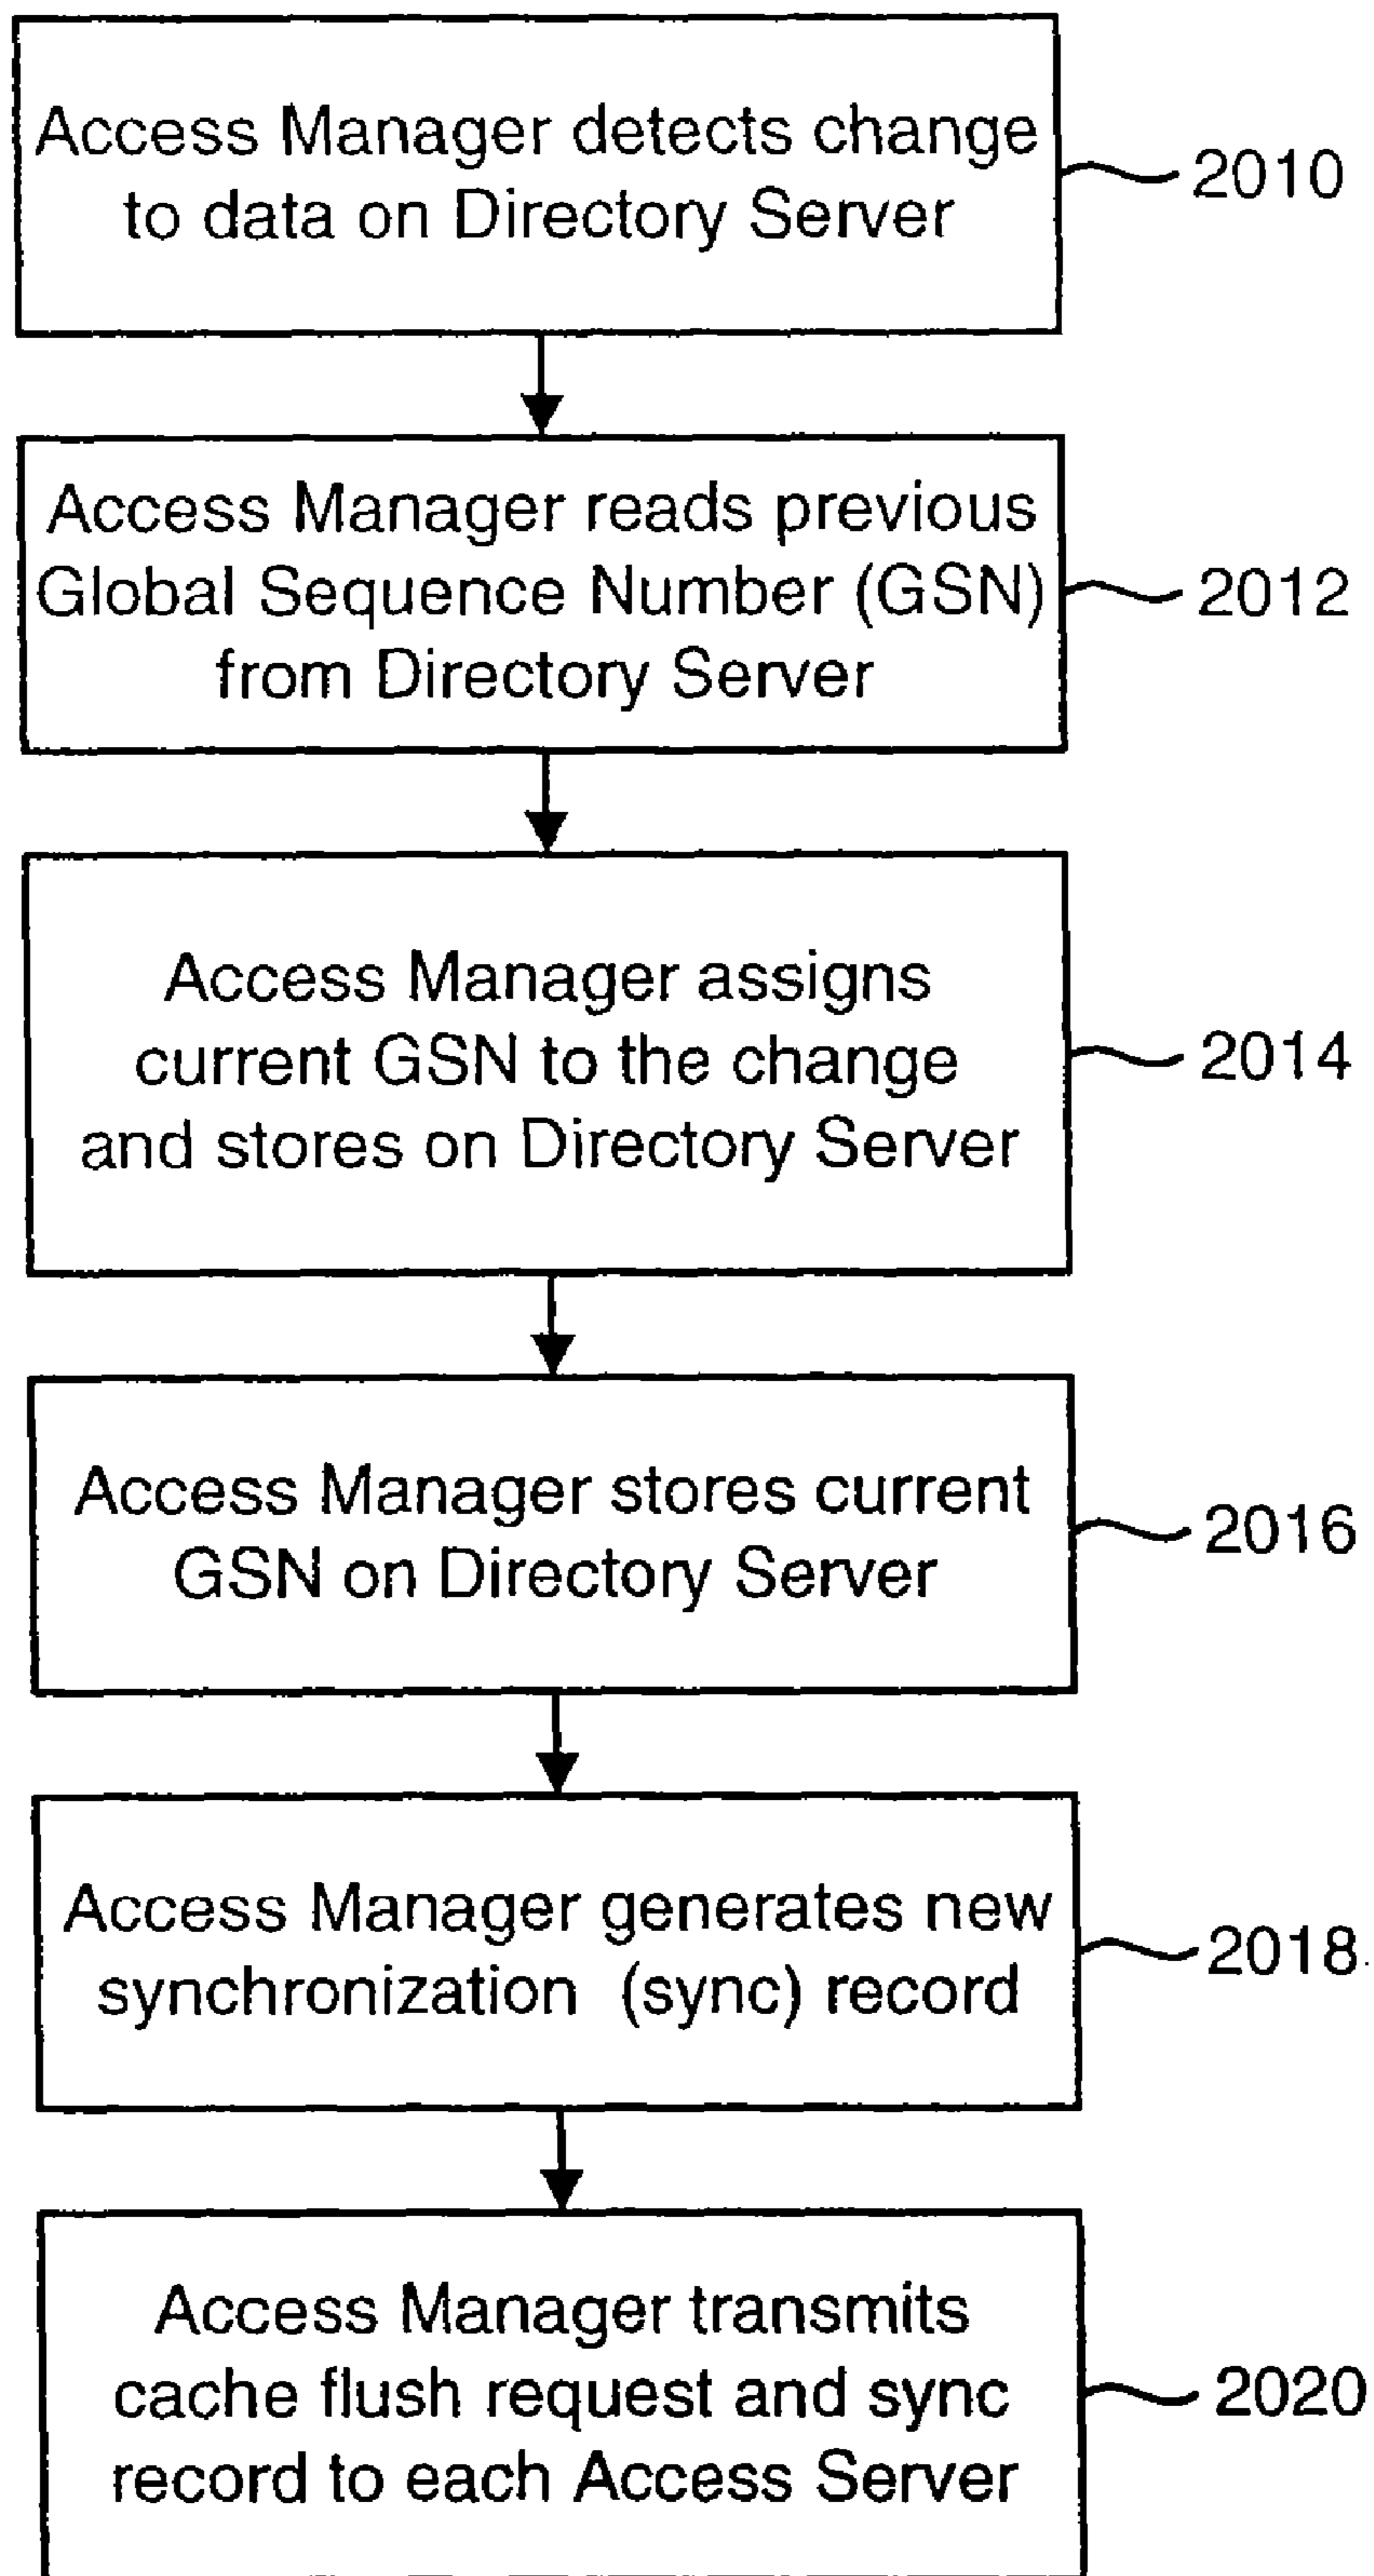 Access Manager detects change
to data on Directory Server
2010
Access Manager reads previous
Global Sequence Number (GSN)
from Directory Server
2012
Access Manager assigns
current GSN to the change
and stores on Directory Server
2014
Access Manager stores current
GSN on Directory Server
2016
Access Manager generates new
synchronization (sync) record
2018
Access Manager transmits
cache flush request and sync
record to each Access Server
2020